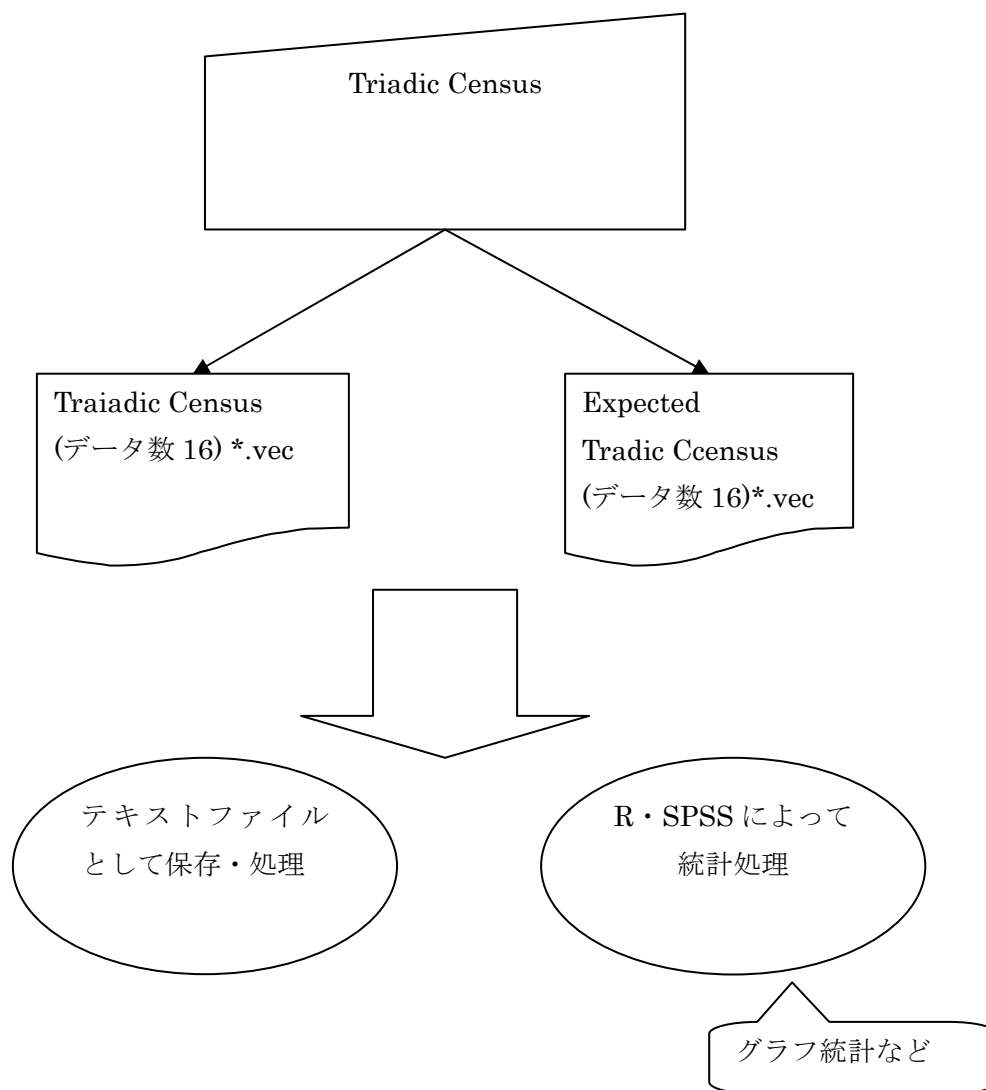 Triadic Census
Traiadic Census
(データ数 16) *.vec
Expected
Tradic Ccensus
(データ数 16)*.vec
テキストファイル
として保存・処理
R・SPSS によって
統計処理
グラフ統計など